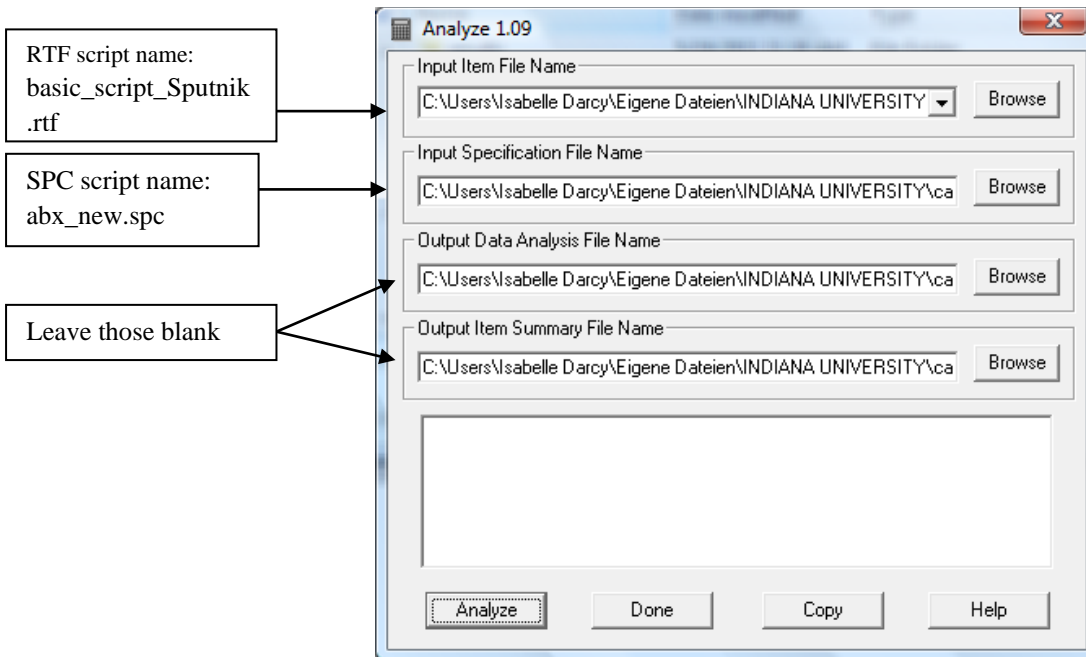 Analyze 1.09
RTF script name:
basic_script_Sputnik
.rtf
Input Item File Name
C:\Users\Isabelle Darcy\Eigene Dateien\INDIANA UNIVERSITY
Browse
SPC script name:
abx_new.spc
Input Specification File Name
C:\Users\Isabelle Darcy\Eigene Dateien\INDIANA UNIVERSITY\ca
Browse
Output Data Analysis File Name
C:\Users\Isabelle Darcy\Eigene Dateien\INDIANA UNIVERSITY\ca
Browse
Leave those blank
Output Item Summary File Name
C:\Users\Isabelle Darcy\Eigene Dateien\INDIANA UNIVERSITY\ca
Browse
Analyze
Done
Copy
Help